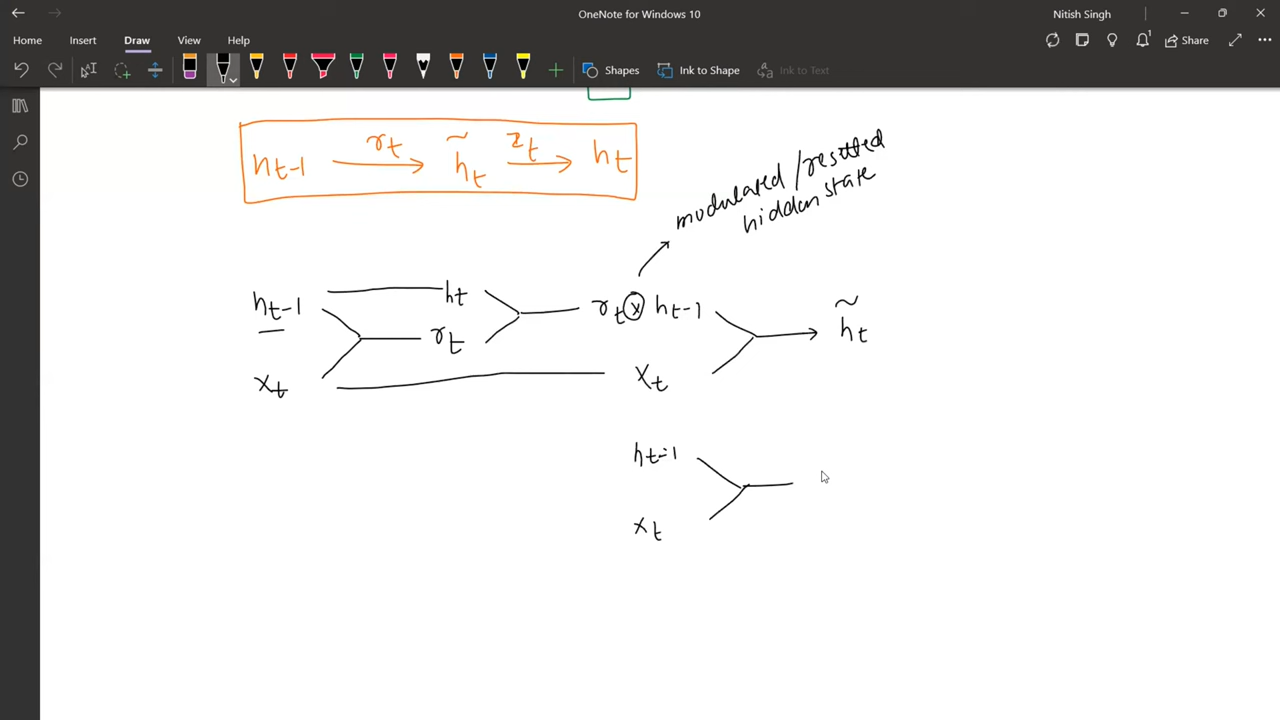 OneNote for Windows 10
Nitish Singh
Home Insert Draw View Help
Share
Shapes Ink to Shape Ink to Text
ht-1 rt h̃t zt ht
modulated/resetted
hidden state
ht-1 ht rt ⊗ ht-1 h̃t
rt
xt xt
ht-1
xt